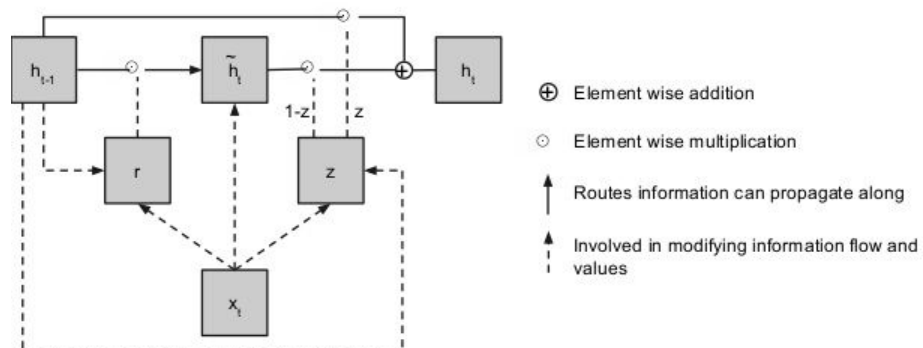 h_{t-1}
h̃_t
h_t
1-z
z
r
z
x_t
Element wise addition
Element wise multiplication
Routes information can propagate along
Involved in modifying information flow and
values